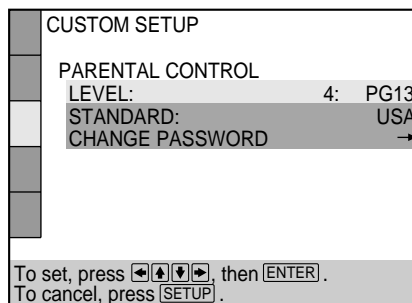 CUSTOM SETUP
PARENTAL CONTROL
LEVEL: 4: PG13
STANDARD: USA
CHANGE PASSWORD →
To set, press ←↑↓→, then ENTER.
To cancel, press SETUP.